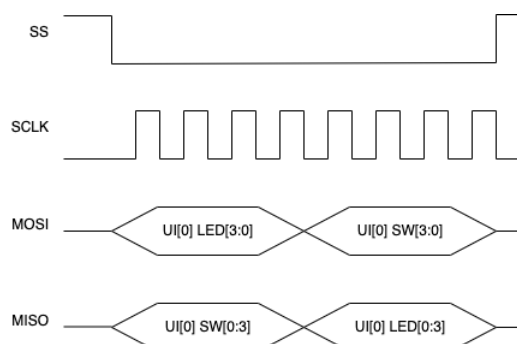 SS
SCLK
MOSI
UI[0] LED[3:0]
UI[0] SW[3:0]
MISO
UI[0] SW[0:3]
UI[0] LED[0:3]